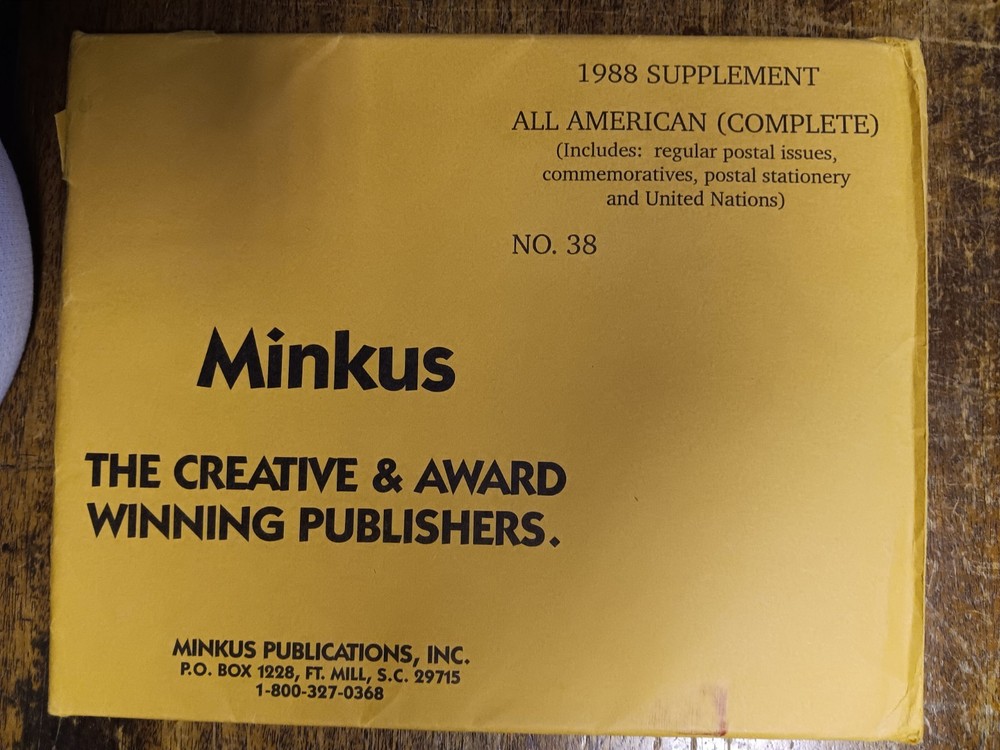 1988 SUPPLEMENT
ALL AMERICAN (COMPLETE)
(Includes: regular postal issues,
commemoratives, postal stationery
and United Nations)
NO. 38
Minkus
THE CREATIVE & AWARD
WINNING PUBLISHERS.
MINKUS PUBLICATIONS, INC.
P.O. BOX 1228, FT. MILL, S.C. 29715
1-800-327-0368